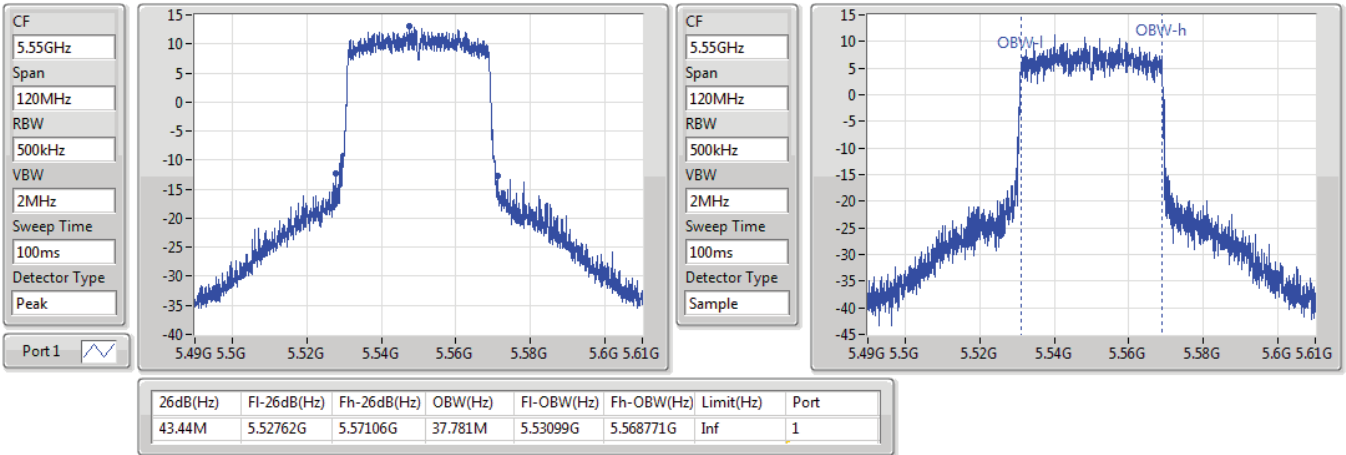 CF
5.55GHz
Span
120MHz
RBW
500kHz
VBW
2MHz
Sweep Time
100ms
Detector Type
Peak
Port 1
15
10
5
0
-5
-10
-15
-20
-25
-30
-35
-40
5.49G 5.5G 5.52G 5.54G 5.56G 5.58G 5.6G 5.61G
CF
5.55GHz
Span
120MHz
RBW
500kHz
VBW
2MHz
Sweep Time
100ms
Detector Type
Sample
15
10
5
0
-5
-10
-15
-20
-25
-30
-35
-40
-45
OBW-l OBW-h
5.49G 5.5G 5.52G 5.54G 5.56G 5.58G 5.6G 5.61G
26dB(Hz) Fl-26dB(Hz) Fh-26dB(Hz) OBW(Hz) Fl-OBW(Hz) Fh-OBW(Hz) Limit(Hz) Port
43.44M 5.52762G 5.57106G 37.781M 5.53099G 5.568771G Inf 1